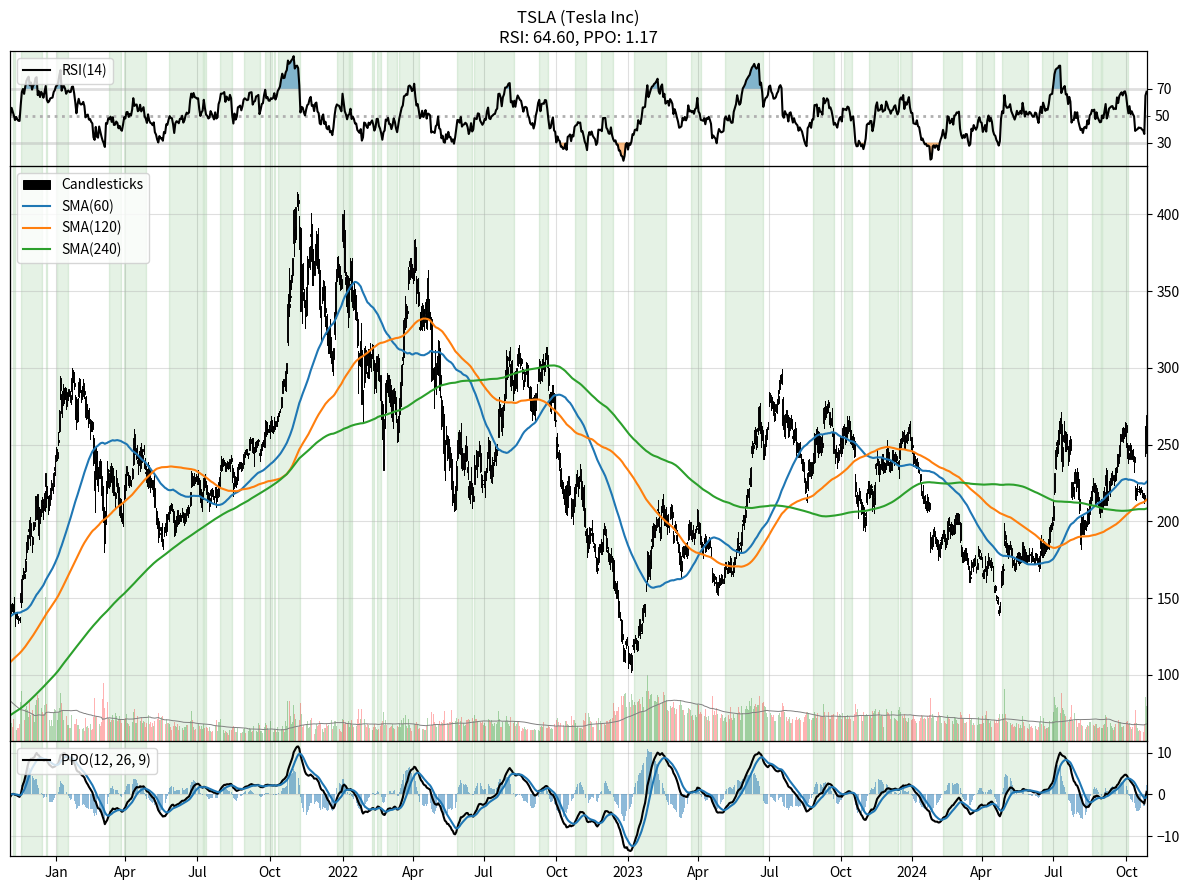 TSLA (Tesla Inc)
RSI: 64.60, PPO: 1.17
RSI(14)
70
50
30
Candlesticks
SMA(60)
SMA(120)
SMA(240)
400
350
300
250
200
150
100
PPO(12, 26, 9)
10
0
−10
Jan Apr Jul Oct 2022 Apr Jul Oct 2023 Apr Jul Oct 2024 Apr Jul Oct